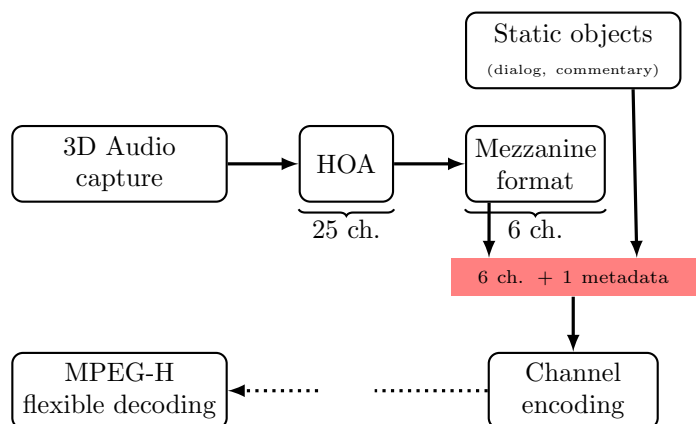 Static objects
(dialog, commentary)
3D Audio
capture
HOA
Mezzanine
format
25 ch.
6 ch.
6 ch. + 1 metadata
MPEG-H
flexible decoding
Channel
encoding